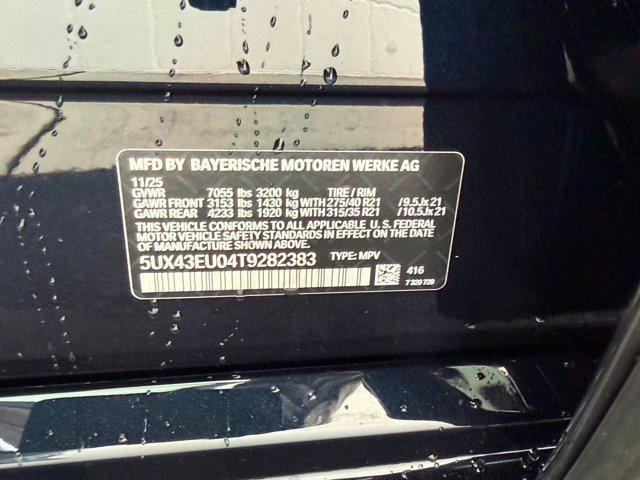 MFD BY BAYERISCHE MOTOREN WERKE AG
11/25
GVWR 7055 lbs 3200 kg TIRE / RIM
GAWR FRONT 3153 lbs 1430 kg WITH 275/40 R21 /9.5Jx21
GAWR REAR 4233 lbs 1920 kg WITH 315/35 R21 /10.5Jx21
THIS VEHICLE CONFORMS TO ALL APPLICABLE U. S. FEDERAL
MOTOR VEHICLE SAFETY STANDARDS IN EFFECT ON THE DATE
OF MANUFACTURE SHOWN ABOVE.
5UX43EU04T9282383 TYPE: MPV
416
7 320 720